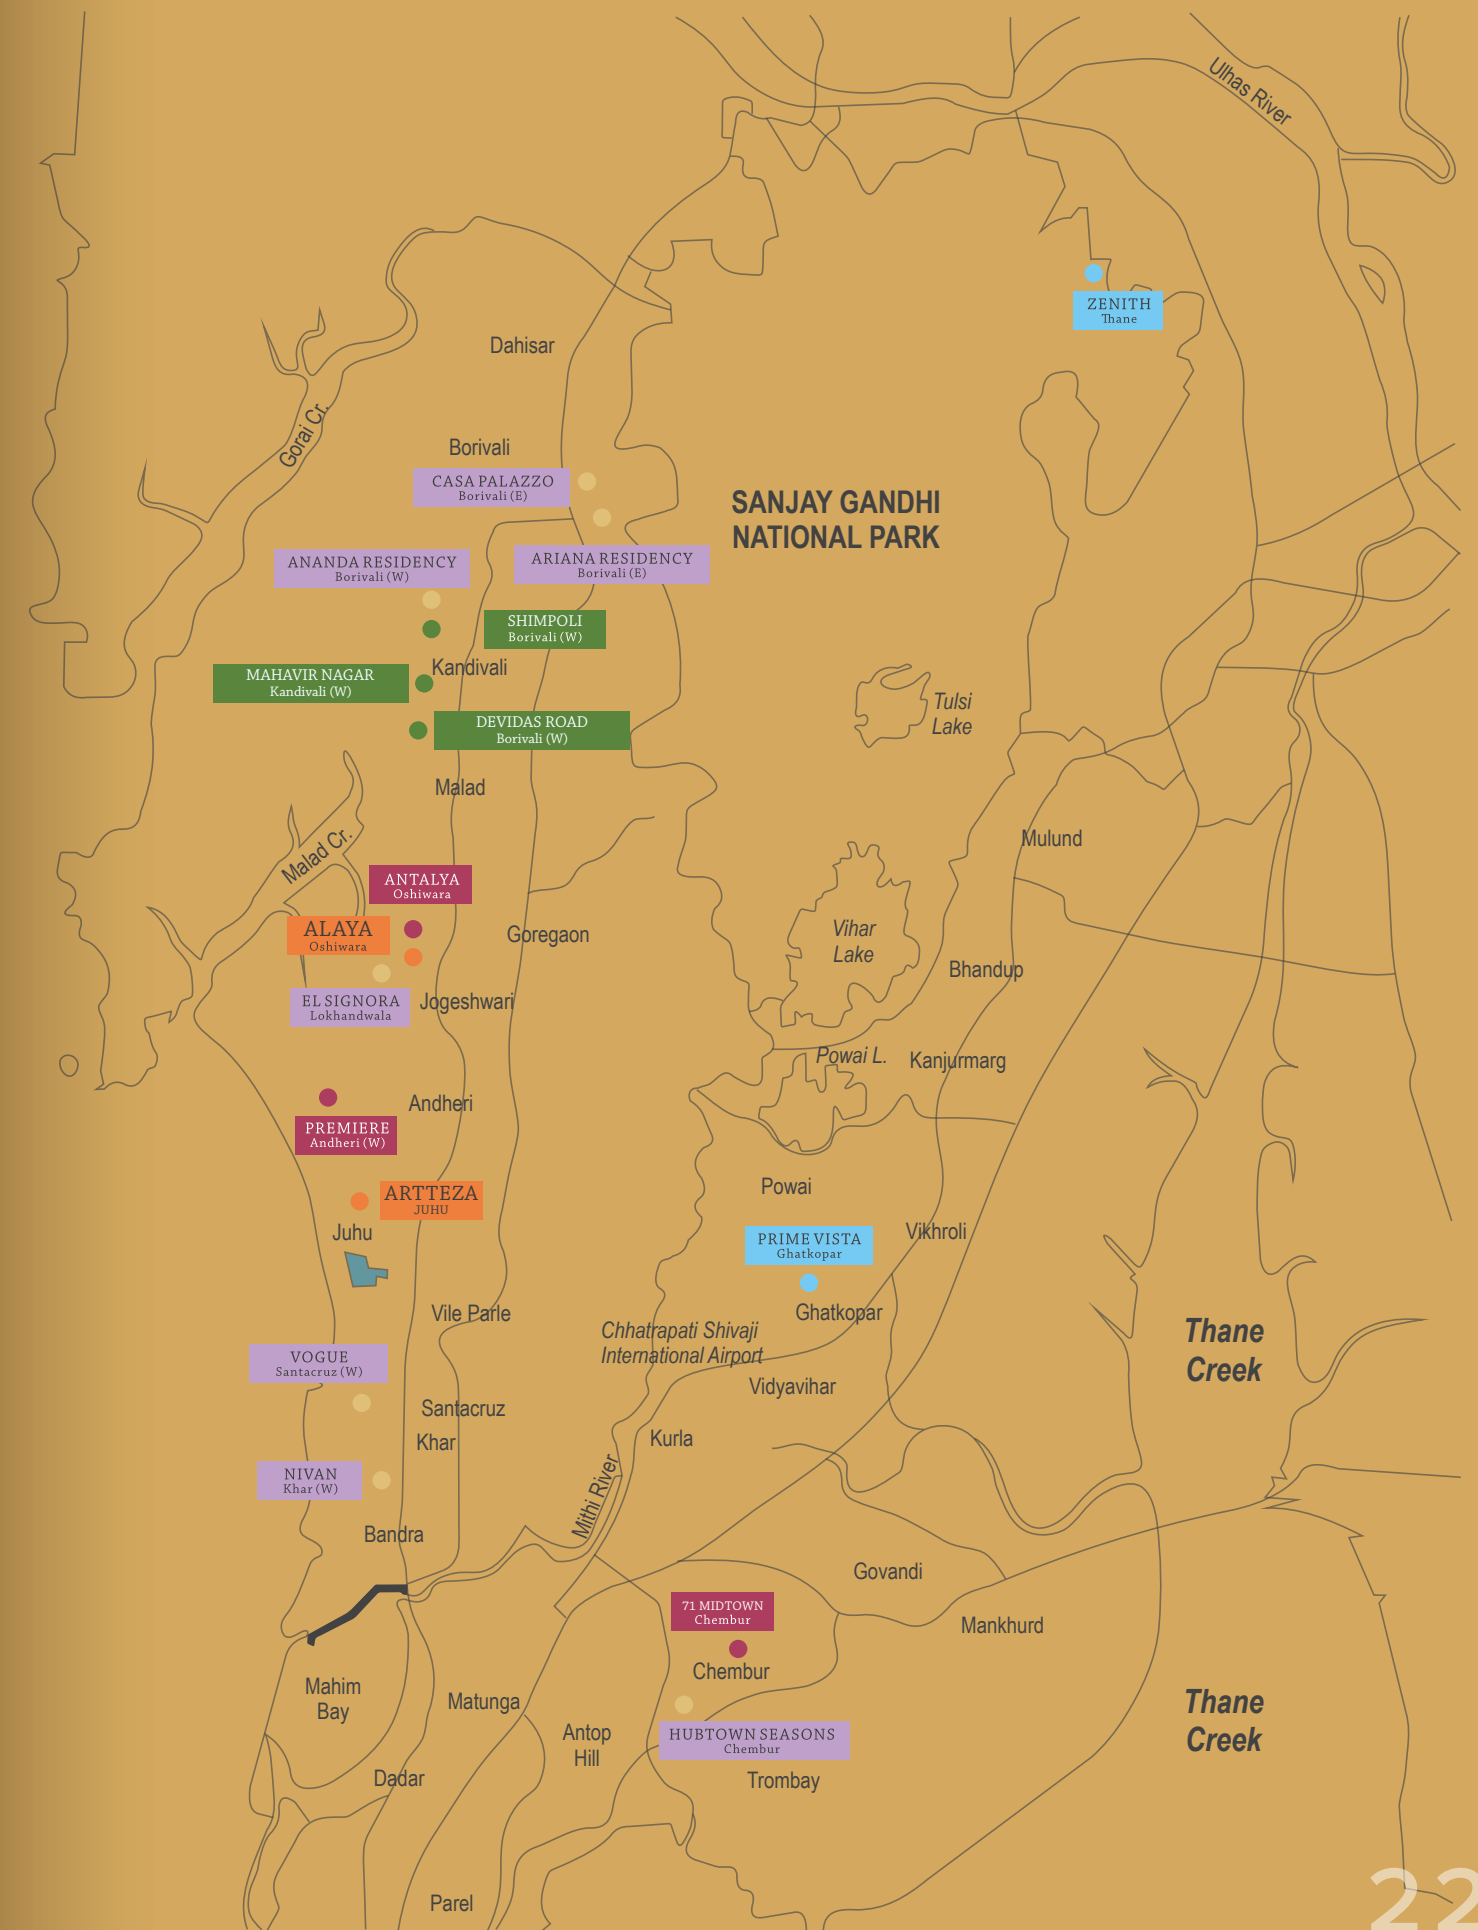 Ulhas River
ZENITH
Thane
Dahisar
Gorai Cr.
Borivali
CASA PALAZZO
Borivali (E)
SANJAY GANDHI
NATIONAL PARK
ANANDA RESIDENCY
Borivali (W)
ARIANA RESIDENCY
Borivali (E)
SHIMPOLI
Borivali (W)
Kandivali
MAHAVIR NAGAR
Kandivali (W)
Tulsi
Lake
DEVIDAS ROAD
Borivali (W)
Malad
Malad Cr.
Mulund
ANTALYA
Oshiwara
ALAYA
Oshiwara
Goregaon
Vihar
Lake
Bhandup
EL SIGNORA
Lokhandwala
Jogeshwari
Powai L.
Kanjurmarg
Andheri
PREMIERE
Andheri (W)
Powai
ARTTEZA
JUHU
Juhu
Vikhroli
PRIME VISTA
Ghatkopar
Vile Parle
Ghatkopar
Chhatrapati Shivaji
International Airport
Thane
Creek
VOGUE
Santacruz (W)
Vidyavihar
Santacruz
Khar
Kurla
NIVAN
Khar (W)
Mithi River
Bandra
Govandi
71 MIDTOWN
Chembur
Mankhurd
Chembur
Mahim
Bay
Matunga
Antop
Hill
HUBTOWN SEASONS
Chembur
Thane
Creek
Dadar
Trombay
Parel
22